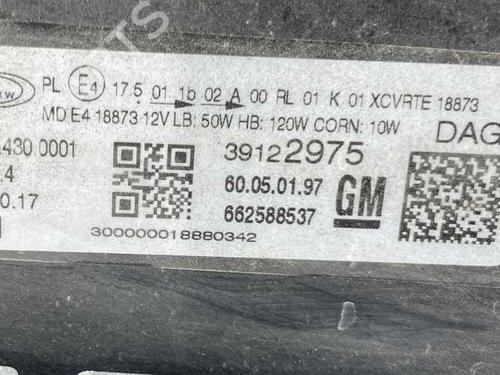 PL E4 17.5 01 1b 02 A 00 RL 01 K 01 XCVRTE 18873
MD E4 18873 12V LB: 50W HB: 120W CORN: 10W DAG
.430.0001 39122975
.4 60.05.01.97
0.17 662588537 GM
300000018880342